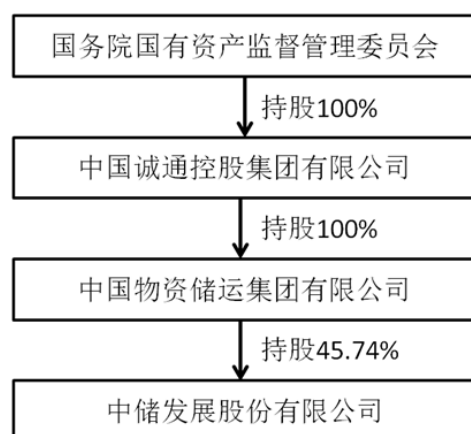 国务院国有资产监督管理委员会
持股100%
中国诚通控股集团有限公司
持股100%
中国物资储运集团有限公司
持股45.74%
中储发展股份有限公司